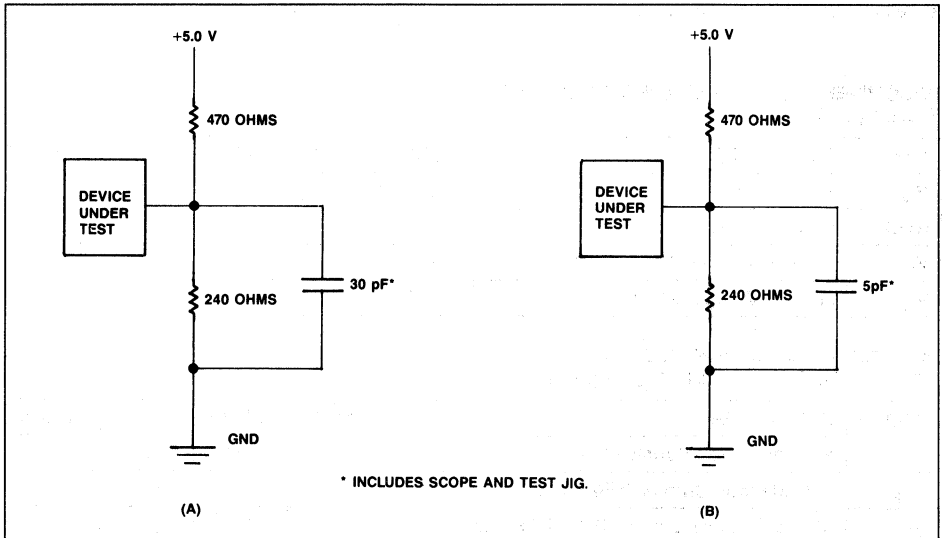 +5.0 V
470 OHMS
DEVICE
UNDER
TEST
240 OHMS
30 pF*
GND
(A)
+5.0 V
470 OHMS
DEVICE
UNDER
TEST
240 OHMS
5pF*
GND
(B)
* INCLUDES SCOPE AND TEST JIG.